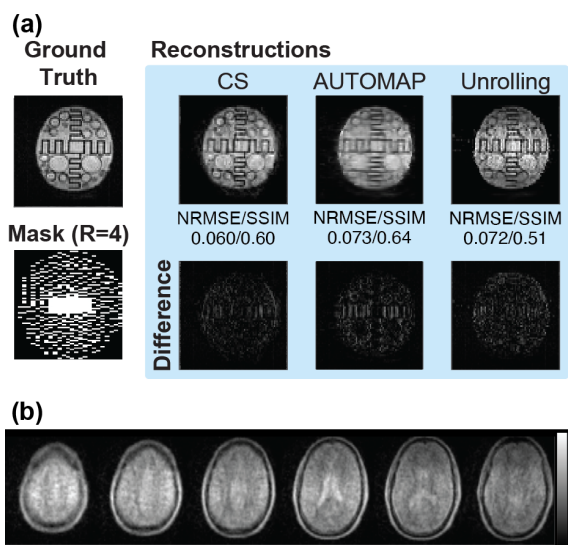 (a)
Ground
Truth
Reconstructions
CS
AUTOMAP
Unrolling
NRMSE/SSIM
0.060/0.60
NRMSE/SSIM
0.073/0.64
NRMSE/SSIM
0.072/0.51
Mask (R=4)
Difference
(b)